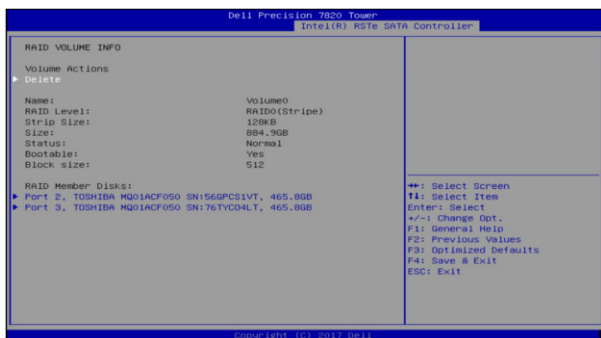 Dell Precision 7820 Tower
Intel(R) RSTe SATA Controller
RAID VOLUME INFO
Volume Actions
Delete
Name: Volume0
RAID Level: RAID0(Stripe)
Strip Size: 128KB
Size: 884.9GB
Status: Normal
Bootable: Yes
Block size: 512
RAID Member Disks:
Port 2, TOSHIBA MQ01ACF050 SN:56GPCS1VT, 465.8GB
Port 3, TOSHIBA MQ01ACF050 SN:76TYC04LT, 465.8GB
→←: Select Screen
↑↓: Select Item
Enter: Select
+/-: Change Opt.
F1: General Help
F2: Previous Values
F3: Optimized Defaults
F4: Save & Exit
ESC: Exit
Copyright (C) 2017 Dell